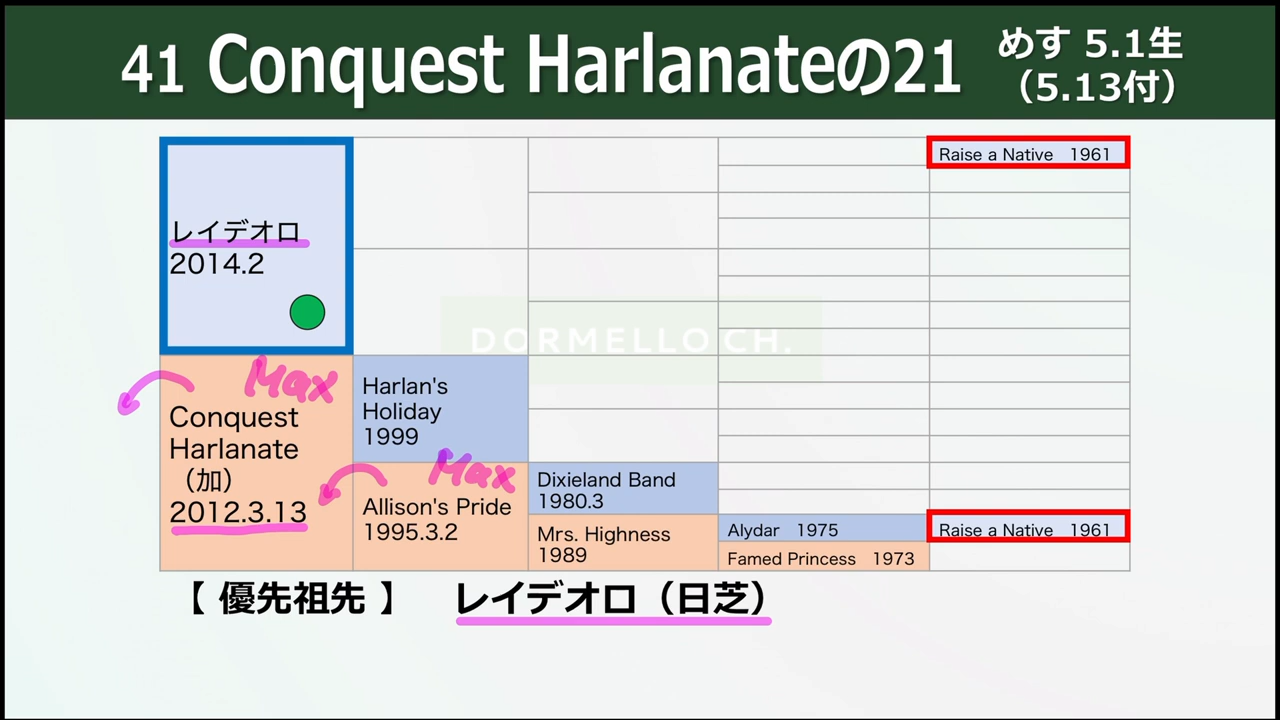 41 Conquest Harlanateの21
めす 5.1生
（5.13付）
レイデオロ
2014.2
Raise a Native 1961
DORMELLO CH.
Max
Conquest
Harlanate
（加）
2012.3.13
Harlan's
Holiday
1999
Max
Allison's Pride
1995.3.2
Dixieland Band
1980.3
Mrs. Highness
1989
Alydar 1975
Famed Princess 1973
Raise a Native 1961
【 優先祖先 】 レイデオロ（日芝）